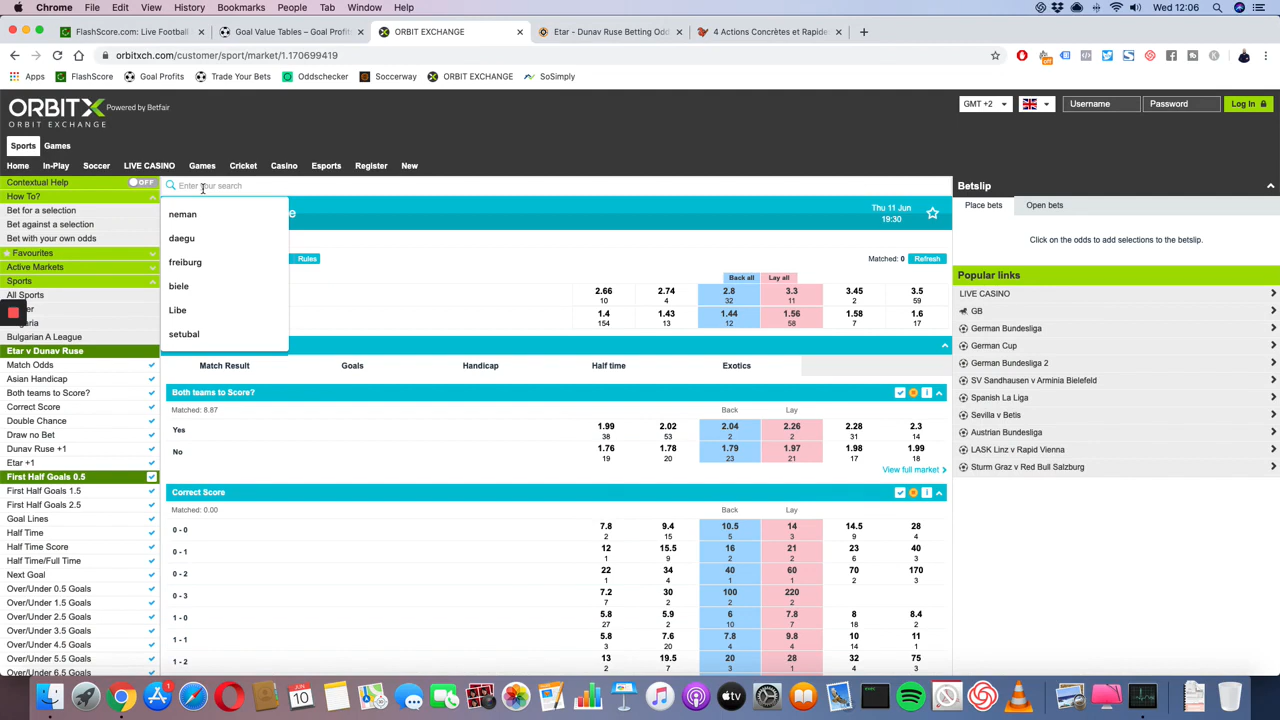 Chrome File Edit View History Bookmarks People Tab Window Help Wed 12:06
FlashScore.com: Live Football Goal Value Tables – Goal Profits ORBIT EXCHANGE Etar - Dunav Ruse Betting Odd 4 Actions Concrètes et Rapide
orbitxch.com/customer/sport/market/1.170699419
Apps FlashScore Goal Profits Trade Your Bets Oddschecker Soccerway ORBIT EXCHANGE SoSimply
ORBITX Powered by Betfair
ORBIT EXCHANGE
GMT +2 Username Password Log In
Sports Games
Home In-Play Soccer LIVE CASINO Games Cricket Casino Esports Register New
Contextual Help OFF
How To?
Bet for a selection
Bet against a selection
Bet with your own odds
Favourites
Active Markets
Sports
All Sports
Bulgarian A League
Etar v Dunav Ruse
Match Odds
Asian Handicap
Both teams to Score?
Correct Score
Double Chance
Draw no Bet
Dunav Ruse +1
Etar +1
First Half Goals 0.5
First Half Goals 1.5
First Half Goals 2.5
Goal Lines
Half Time
Half Time Score
Half Time/Full Time
Next Goal
Over/Under 0.5 Goals
Over/Under 1.5 Goals
Over/Under 2.5 Goals
Over/Under 3.5 Goals
Over/Under 4.5 Goals
Over/Under 5.5 Goals
Over/Under 6.5 Goals
Enter your search
neman
daegu
freiburg
biele
Libe
setubal
Thu 11 Jun
19:30
Rules Matched: 0 Refresh
Back all Lay all
2.66 2.74 2.8 3.3 3.45 3.5
10 4 32 11 2 59
1.4 1.43 1.44 1.56 1.58 1.6
154 13 12 58 7 17
Match Result Goals Handicap Half time Exotics
Both teams to Score?
Matched: 8.87 Back Lay
Yes 1.99 2.02 2.04 2.26 2.28 2.3
38 53 2 2 31 14
No 1.76 1.78 1.79 1.97 1.98 1.99
19 20 23 21 17 18
View full market
Correct Score
Matched: 0.00 Back Lay
0 - 0 7.8 9.4 10.5 14 14.5 28
2 15 5 3 9 4
0 - 1 12 15.5 16 21 23 40
1 9 2 2 6 3
0 - 2 22 34 40 60 70 170
1 4 1 1 2 3
0 - 3 7.2 30 100 220
7 2 2 2
1 - 0 5.8 5.9 6 7.8 8 8.4
27 2 10 7 18 2
1 - 1 5.8 7.6 7.8 9.8 10 11
3 20 4 6 14 1
1 - 2 13 19.5 20 28 32 75
2 7 1 3 4 3
Betslip
Place bets Open bets
Click on the odds to add selections to the betslip.
Popular links
LIVE CASINO
GB
German Bundesliga
German Cup
German Bundesliga 2
SV Sandhausen v Arminia Bielefeld
Spanish La Liga
Sevilla v Betis
Austrian Bundesliga
LASK Linz v Rapid Vienna
Sturm Graz v Red Bull Salzburg